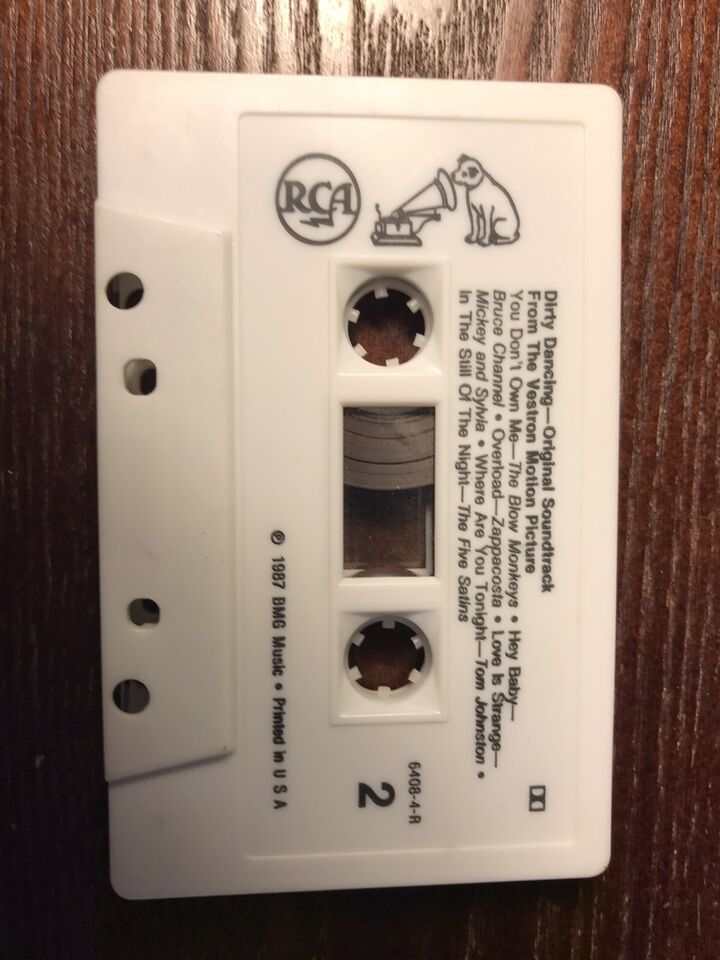 RCA
Dirty Dancing—Original Soundtrack
From The Vestron Motion Picture
You Don't Own Me—The Blow Monkeys • Hey Baby—
Bruce Channel • Overload—Zappacosta • Love Is Strange—
Mickey and Sylvia • Where Are You Tonight—Tom Johnston •
In The Still Of The Night—The Five Satins
6408-4-R
2
℗ 1987 BMG Music • Printed In U S A